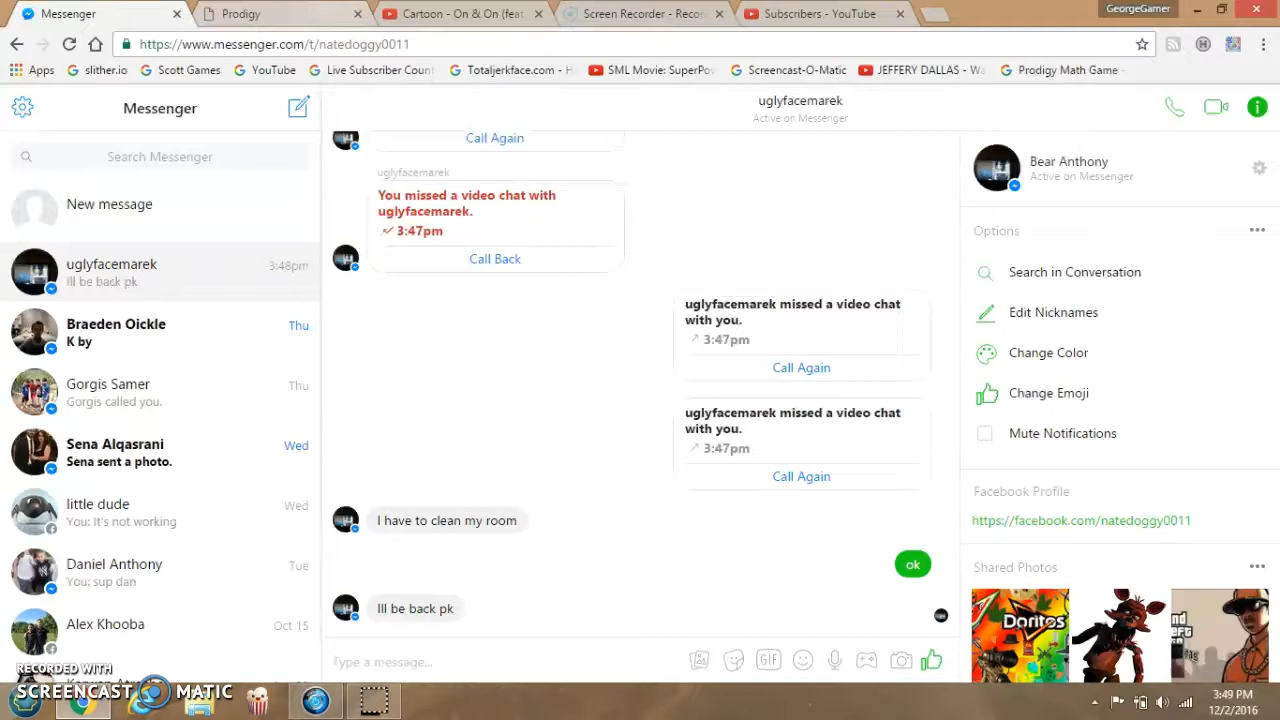 Messenger
Prodigy
Cartoon - On & On (feat
Screen Recorder - Recor
Subscribers - YouTube
GeorgeGamer
https://www.messenger.com/t/natedoggy0011
Apps
slither.io
Scott Games
YouTube
Live Subscriber Count
Totaljerkface.com - H
SML Movie: SuperPo
Screencast-O-Matic
JEFFERY DALLAS - W
Prodigy Math Game -
Messenger
Search Messenger
New message
uglyfacemarek
3:48pm
Ill be back pk
Braeden Oickle
Thu
K by
Gorgis Samer
Thu
Gorgis called you.
Sena Alqasrani
Wed
Sena sent a photo.
little dude
Wed
You: It's not working
Daniel Anthony
Tue
You: sup dan
Alex Khooba
Oct '15
uglyfacemarek
Active on Messenger
Call Again
uglyfacemarek
You missed a video chat with
uglyfacemarek.
3:47pm
Call Back
uglyfacemarek missed a video chat
with you.
3:47pm
Call Again
uglyfacemarek missed a video chat
with you.
3:47pm
Call Again
I have to clean my room
ok
Ill be back pk
Type a message...
GIF
Bear Anthony
Active on Messenger
Options
Search in Conversation
Edit Nicknames
Change Color
Change Emoji
Mute Notifications
Facebook Profile
https://facebook.com/natedoggy0011
Shared Photos
Doritos
RECORDED WITH
SCREENCAST MATIC
3:49 PM
12/2/2016